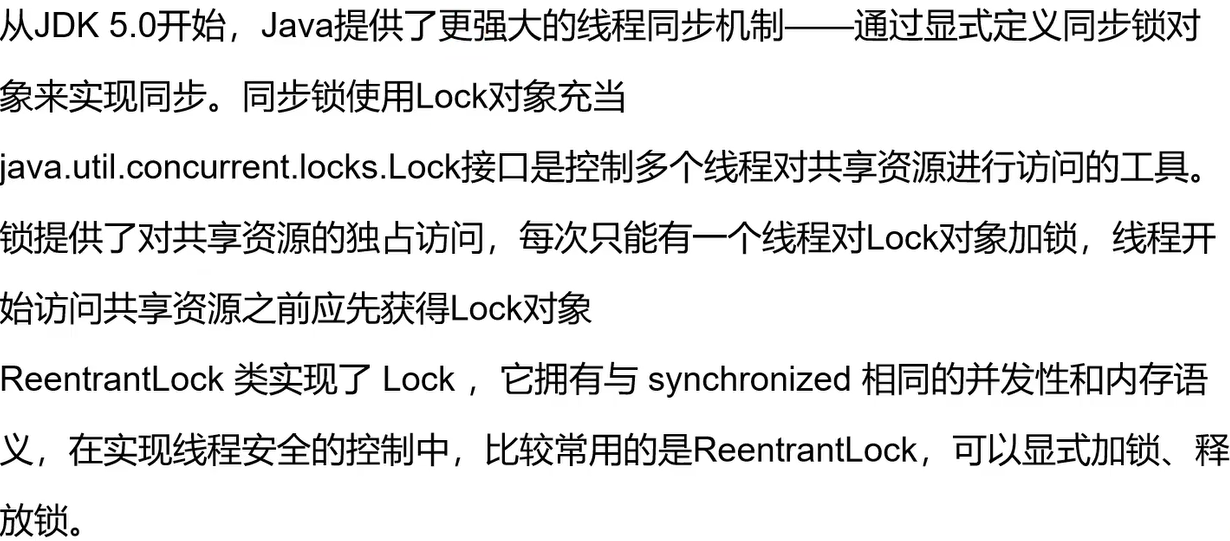 从JDK 5.0开始，Java提供了更强大的线程同步机制——通过显式定义同步锁对
象来实现同步。同步锁使用Lock对象充当
java.util.concurrent.locks.Lock接口是控制多个线程对共享资源进行访问的工具。
锁提供了对共享资源的独占访问，每次只能有一个线程对Lock对象加锁，线程开
始访问共享资源之前应先获得Lock对象
ReentrantLock 类实现了 Lock ，它拥有与 synchronized 相同的并发性和内存语
义，在实现线程安全的控制中，比较常用的是ReentrantLock，可以显式加锁、释
放锁。